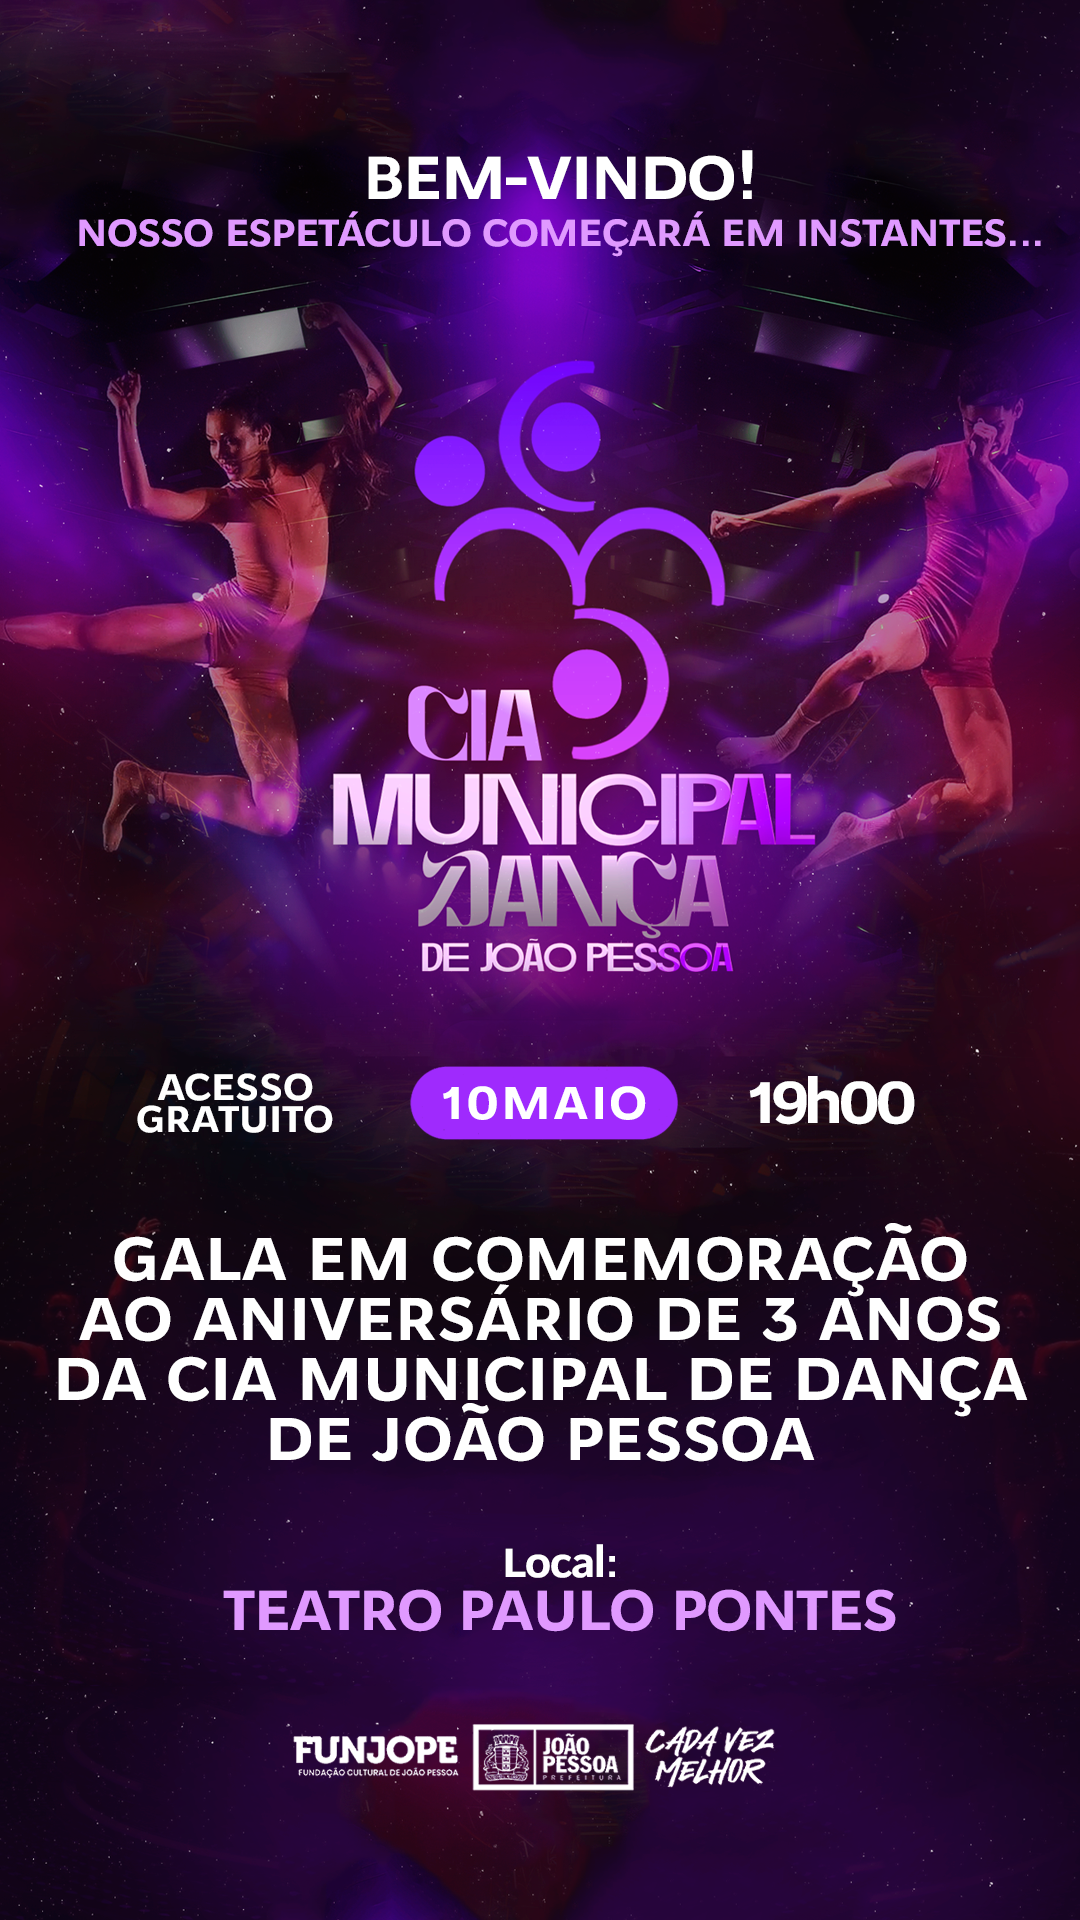 BEM-VINDO!
NOSSO ESPETÁCULO COMEÇARÁ EM INSTANTES...
CIA
MUNICIPAL
DANÇA
DE JOÃO PESSOA
ACESSO
GRATUITO
10MAIO
19h00
GALA EM COMEMORAÇÃO
AO ANIVERSÁRIO DE 3 ANOS
DA CIA MUNICIPAL DE DANÇA
DE JOÃO PESSOA
Local:
TEATRO PAULO PONTES
FUNJOPE
FUNDAÇÃO CULTURAL DE JOÃO PESSOA
JOÃO
PESSOA
PREFEITURA
CADA VEZ
MELHOR